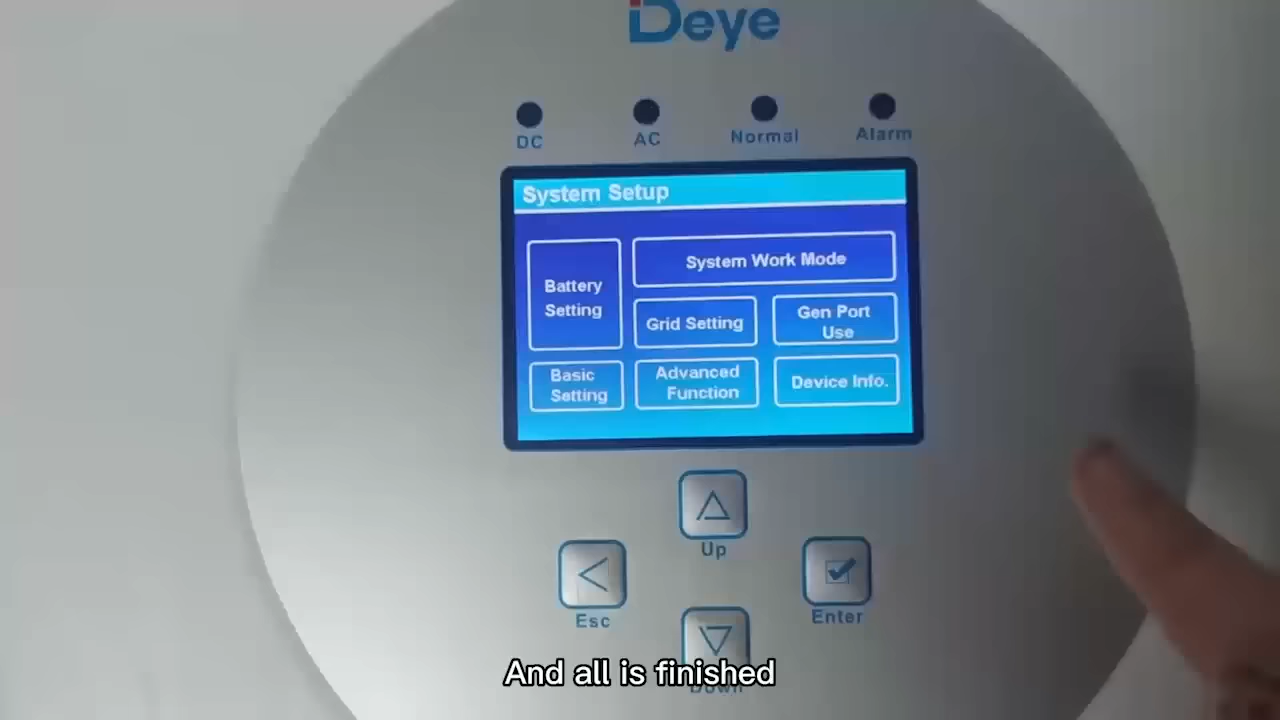 Deye
DC
AC
Normal
Alarm
System Setup
Battery
Setting
System Work Mode
Grid Setting
Gen Port
Use
Basic
Setting
Advanced
Function
Device Info.
Up
Esc
Enter
Down
And all is finished